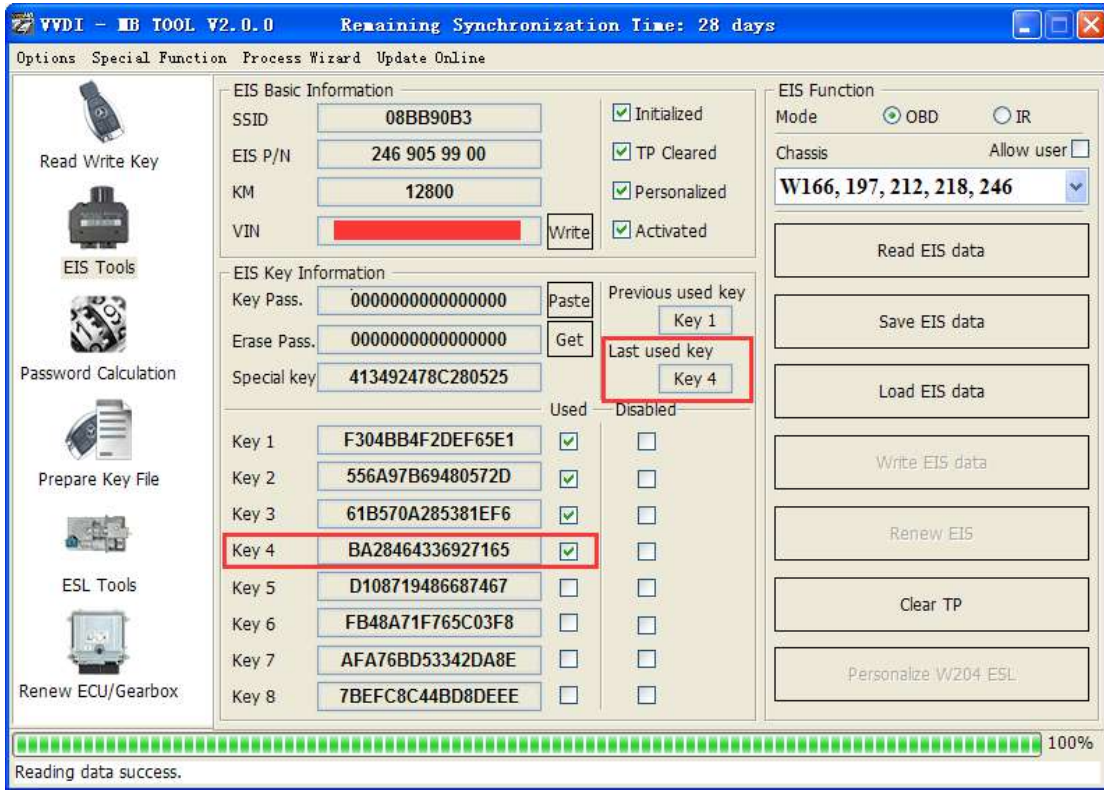 VVDI - MB TOOL V2.0.0 Remaining Synchronization Time: 28 days
Options Special Function Process Wizard Update Online
Read Write Key
EIS Tools
Password Calculation
Prepare Key File
ESL Tools
Renew ECU/Gearbox
EIS Basic Information
SSID 08BB90B3
EIS P/N 246 905 99 00
KM 12800
VIN Write
Initialized
TP Cleared
Personalized
Activated
EIS Key Information
Key Pass. 0000000000000000 Paste
Erase Pass. 0000000000000000 Get
Special key 413492478C280525
Previous used key
Key 1
Last used key
Key 4
Used Disabled
Key 1 F304BB4F2DEF65E1
Key 2 556A97B69480572D
Key 3 61B570A285381EF6
Key 4 BA28464336927165
Key 5 D108719486687467
Key 6 FB48A71F765C03F8
Key 7 AFA76BD53342DA8E
Key 8 7BEFC8C44BD8DEEE
EIS Function
Mode OBD IR
Chassis Allow user
W166, 197, 212, 218, 246
Read EIS data
Save EIS data
Load EIS data
Write EIS data
Renew EIS
Clear TP
Personalize W204 ESL
100%
Reading data success.